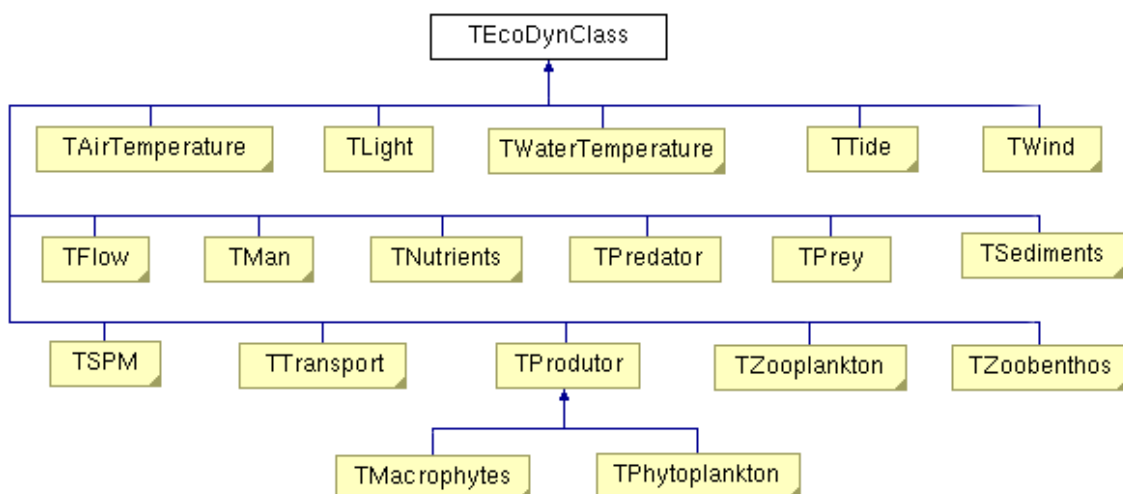 TEcoDynClass
TAirTemperature
TLight
TWaterTemperature
TTide
TWind
TFlow
TMan
TNutrients
TPredator
TPrey
TSediments
TSPM
TTransport
TProdutor
TZooplankton
TZoobenthos
TMacrophytes
TPhytoplankton